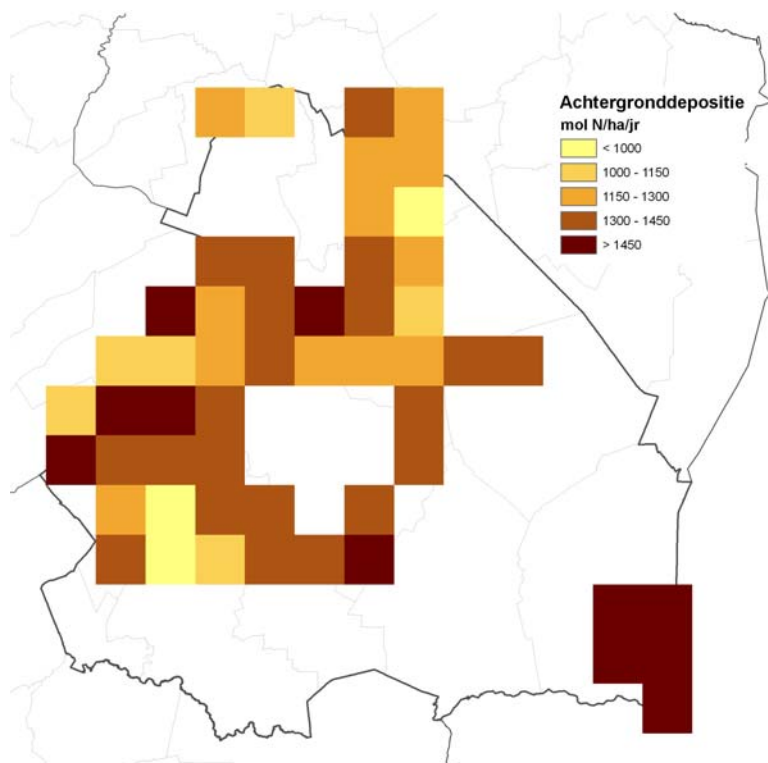 Achtergronddepositie
mol N/ha/jr
< 1000
1000 - 1150
1150 - 1300
1300 - 1450
> 1450